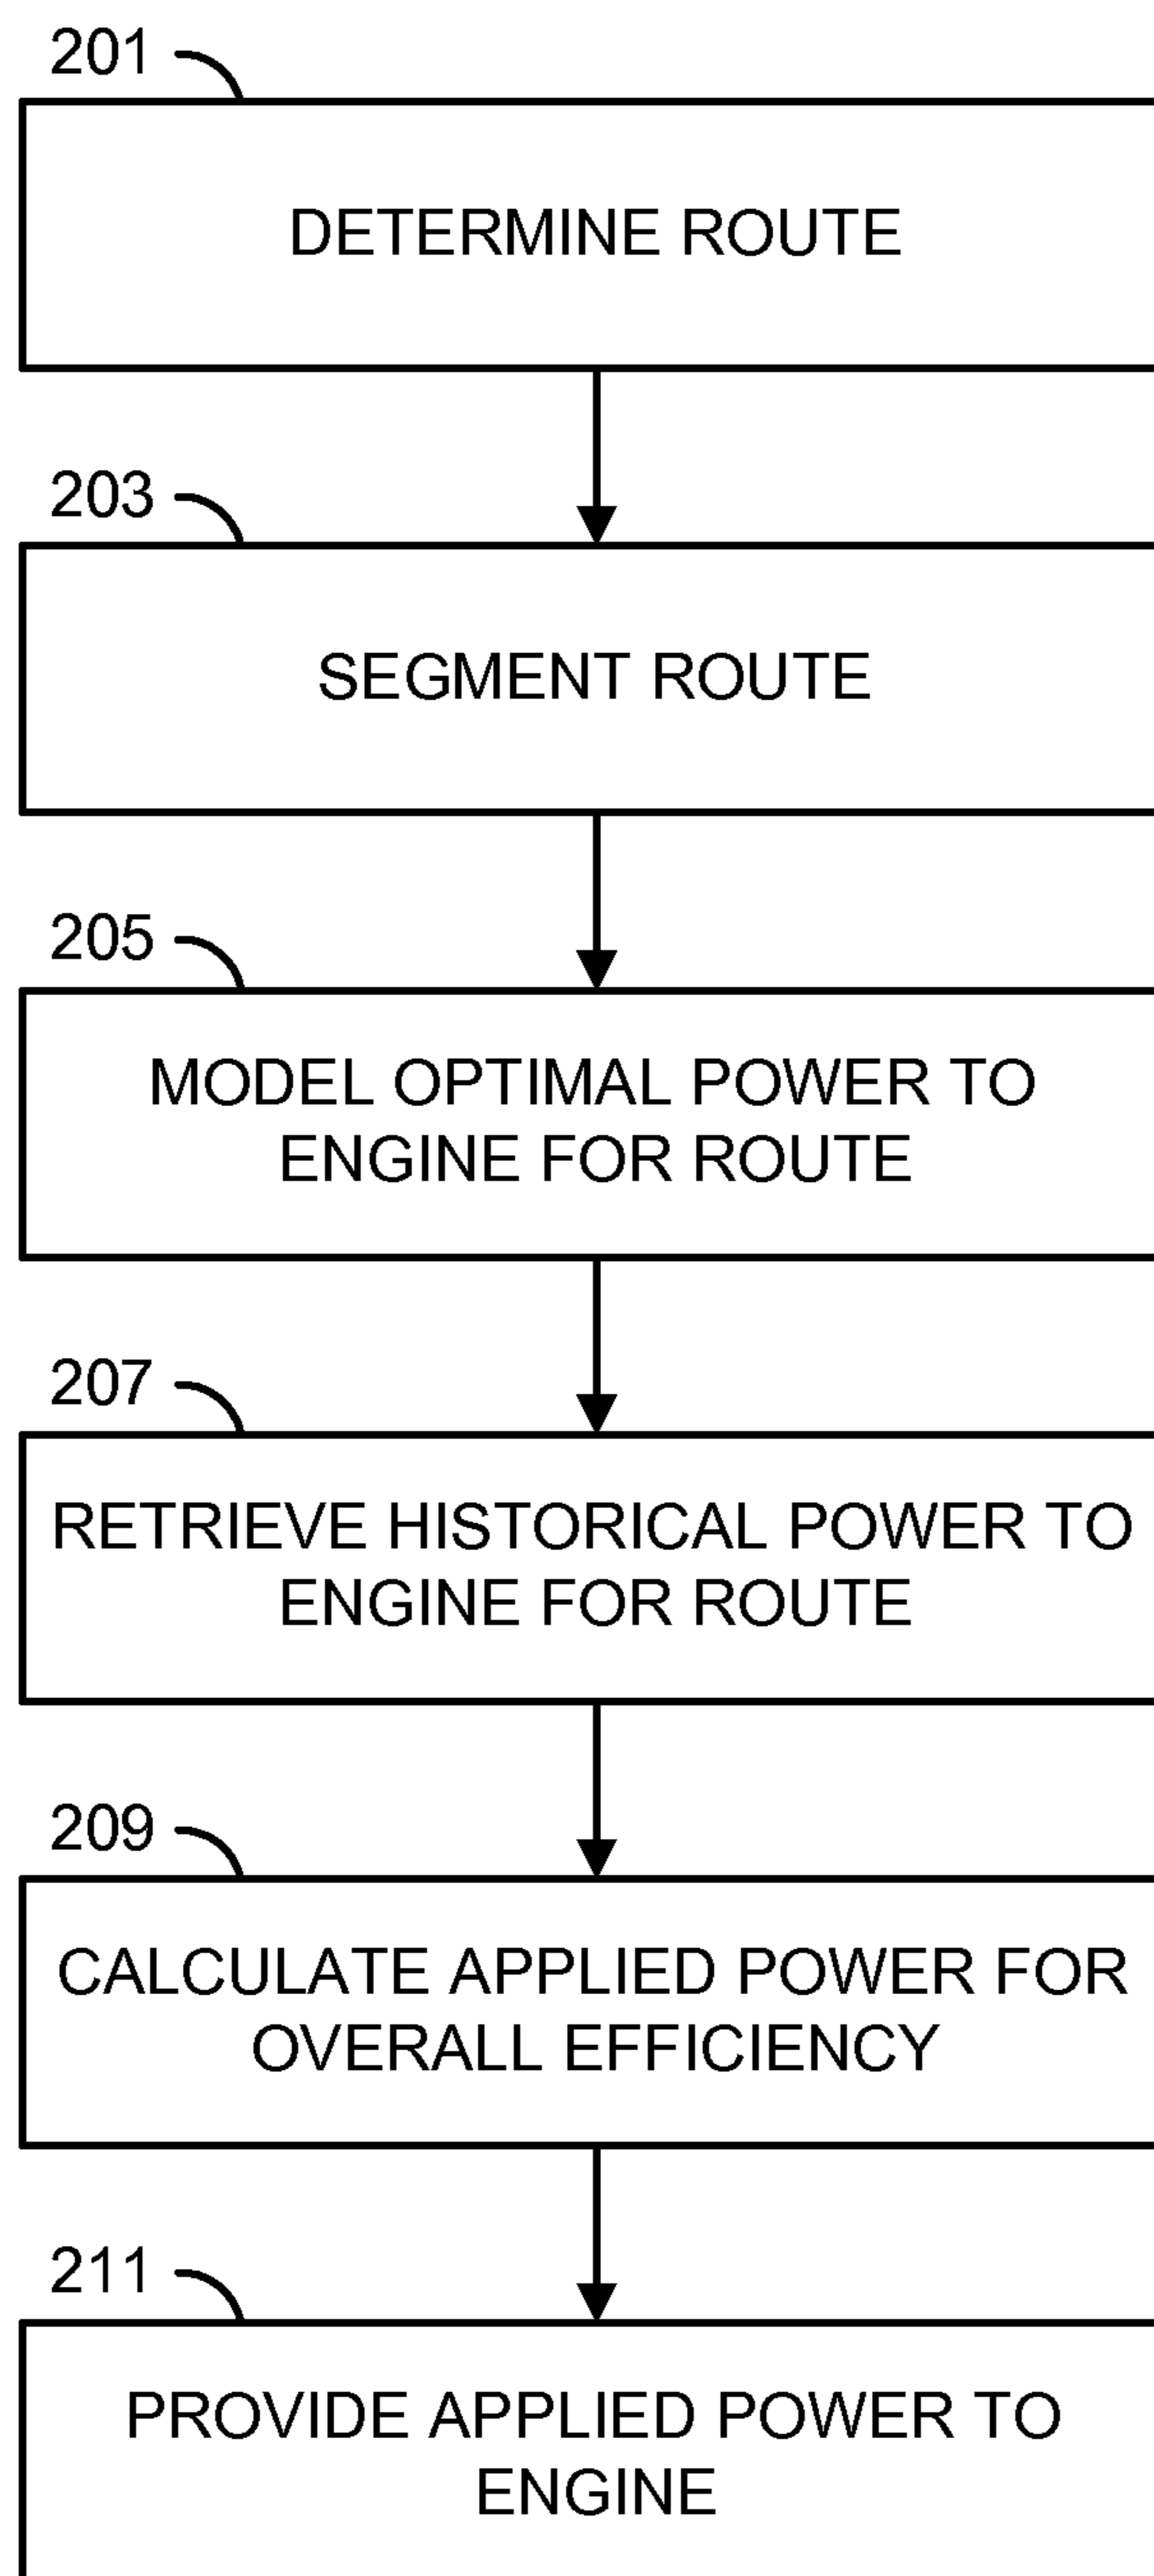 201
DETERMINE ROUTE
203
SEGMENT ROUTE
205
MODEL OPTIMAL POWER TO
ENGINE FOR ROUTE
207
RETRIEVE HISTORICAL POWER TO
ENGINE FOR ROUTE
209
CALCULATE APPLIED POWER FOR
OVERALL EFFICIENCY
211
PROVIDE APPLIED POWER TO
ENGINE